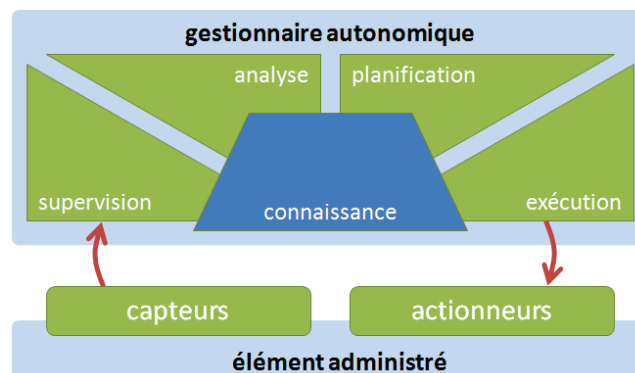 gestionnaire autonomique
analyse
planification
supervision
connaissance
exécution
capteurs
actionneurs
élément administré